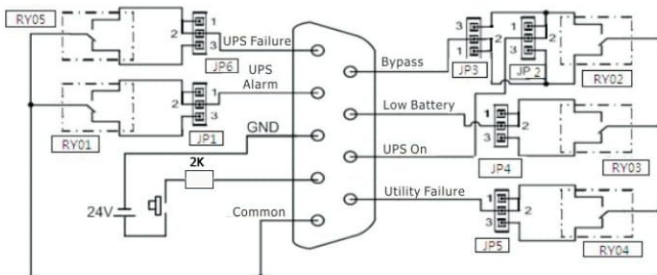 RY05
1
2
3
JP6
UPS Failure
UPS
Alarm
RY01
1
2
3
JP1
GND
2K
24V
Common
Bypass
3
2
1
JP3
1
2
3
JP 2
RY02
Low Battery
1
2
3
JP4
RY03
UPS On
Utility Failure
1
2
3
JP5
RY04